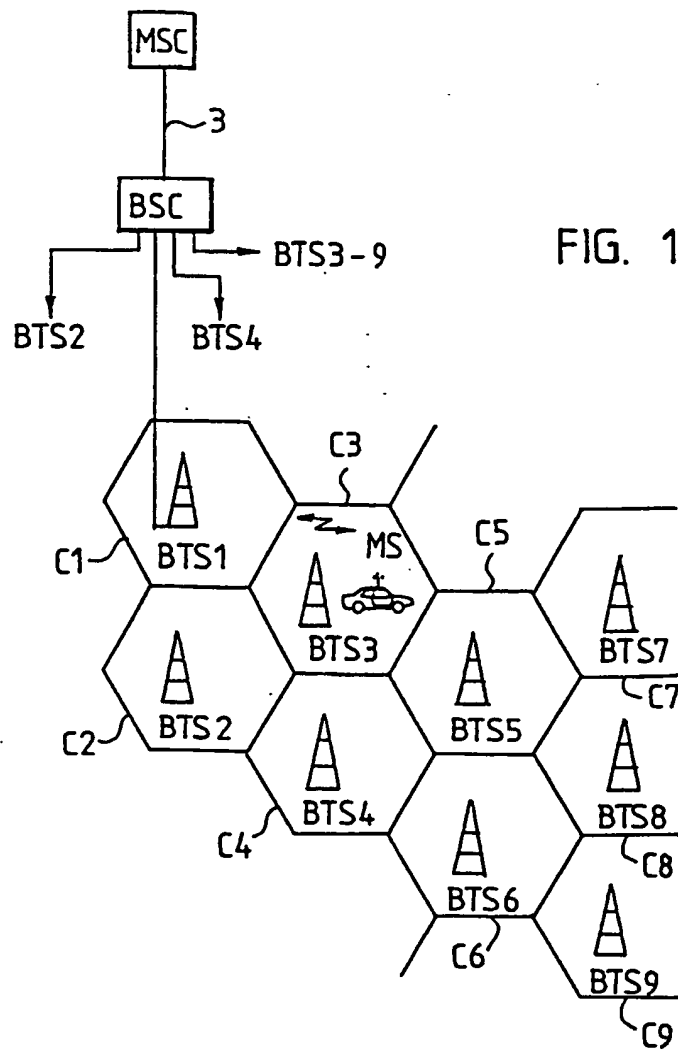 MSC
3
BSC
BTS3-9
FIG. 1
BTS2
BTS4
C3
MS
C5
C1
BTS1
BTS3
BTS7
C7
C2
BTS2
BTS5
C4
BTS4
BTS8
C8
BTS6
C6
BTS9
C9